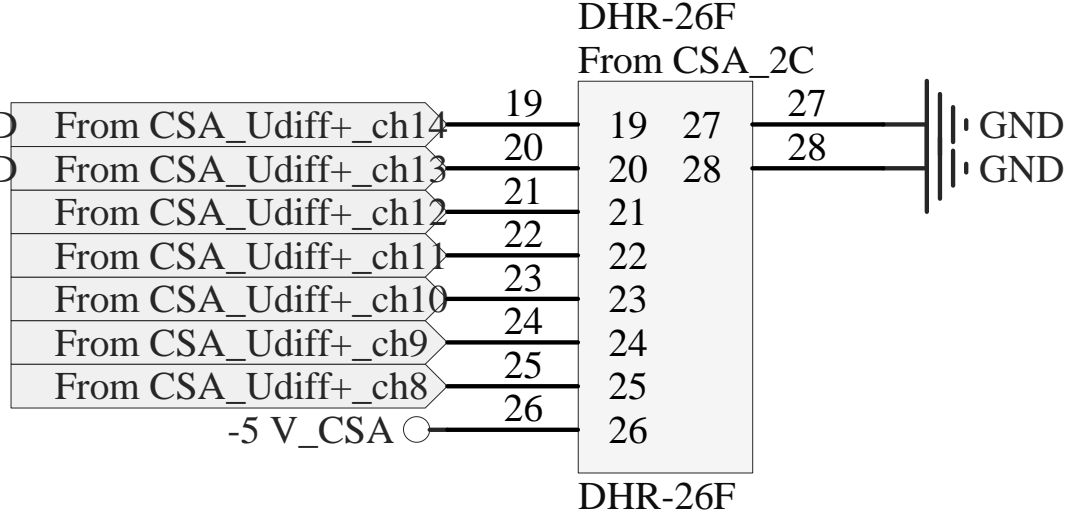 DHR-26F
From CSA_2C
D From CSA_Udiff+_ch14 19 19 27 27 GND
D From CSA_Udiff+_ch13 20 20 28 28 GND
From CSA_Udiff+_ch12 21 21
From CSA_Udiff+_ch11 22 22
From CSA_Udiff+_ch10 23 23
From CSA_Udiff+_ch9 24 24
From CSA_Udiff+_ch8 25 25
-5 V_CSA 26 26
DHR-26F